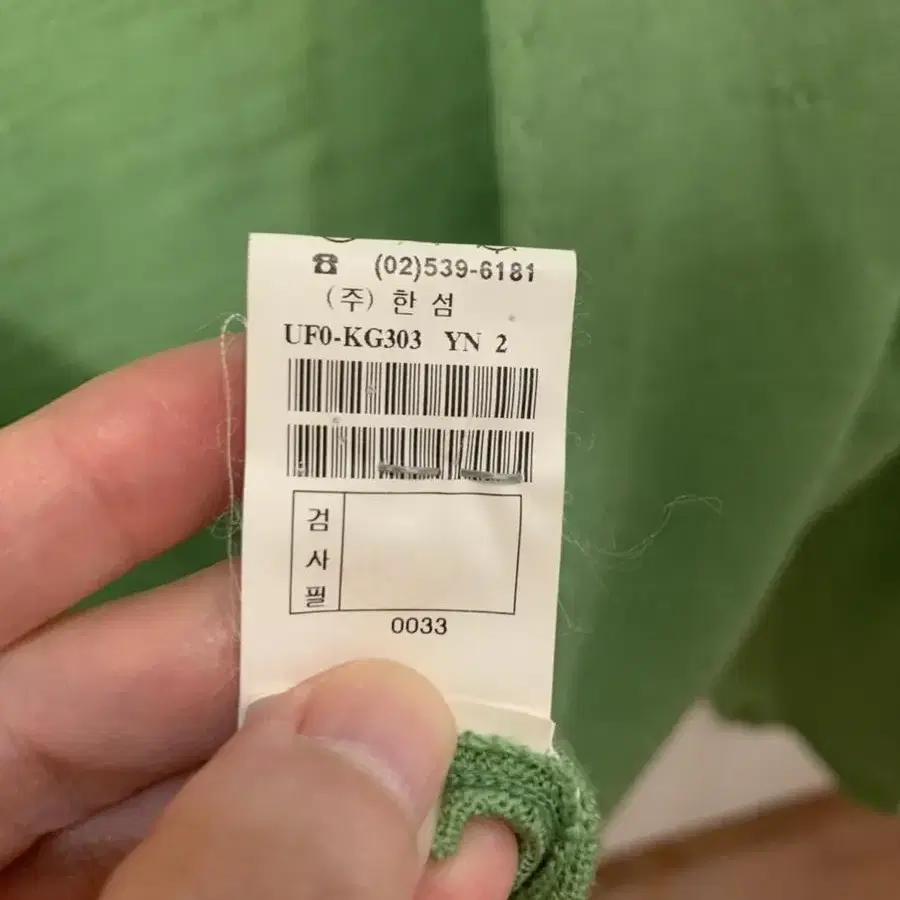 ☎ (02)539-6181
(주) 한 섬
UF0-KG303 YN 2
검
사
필
0033